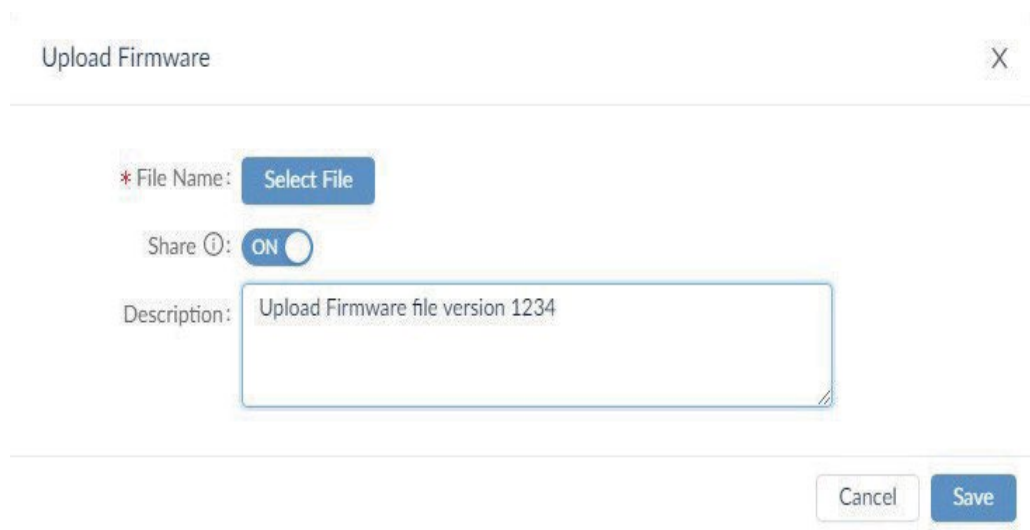 Upload Firmware X
* File Name: Select File
Share ⓘ: ON
Description: Upload Firmware file version 1234
Cancel Save